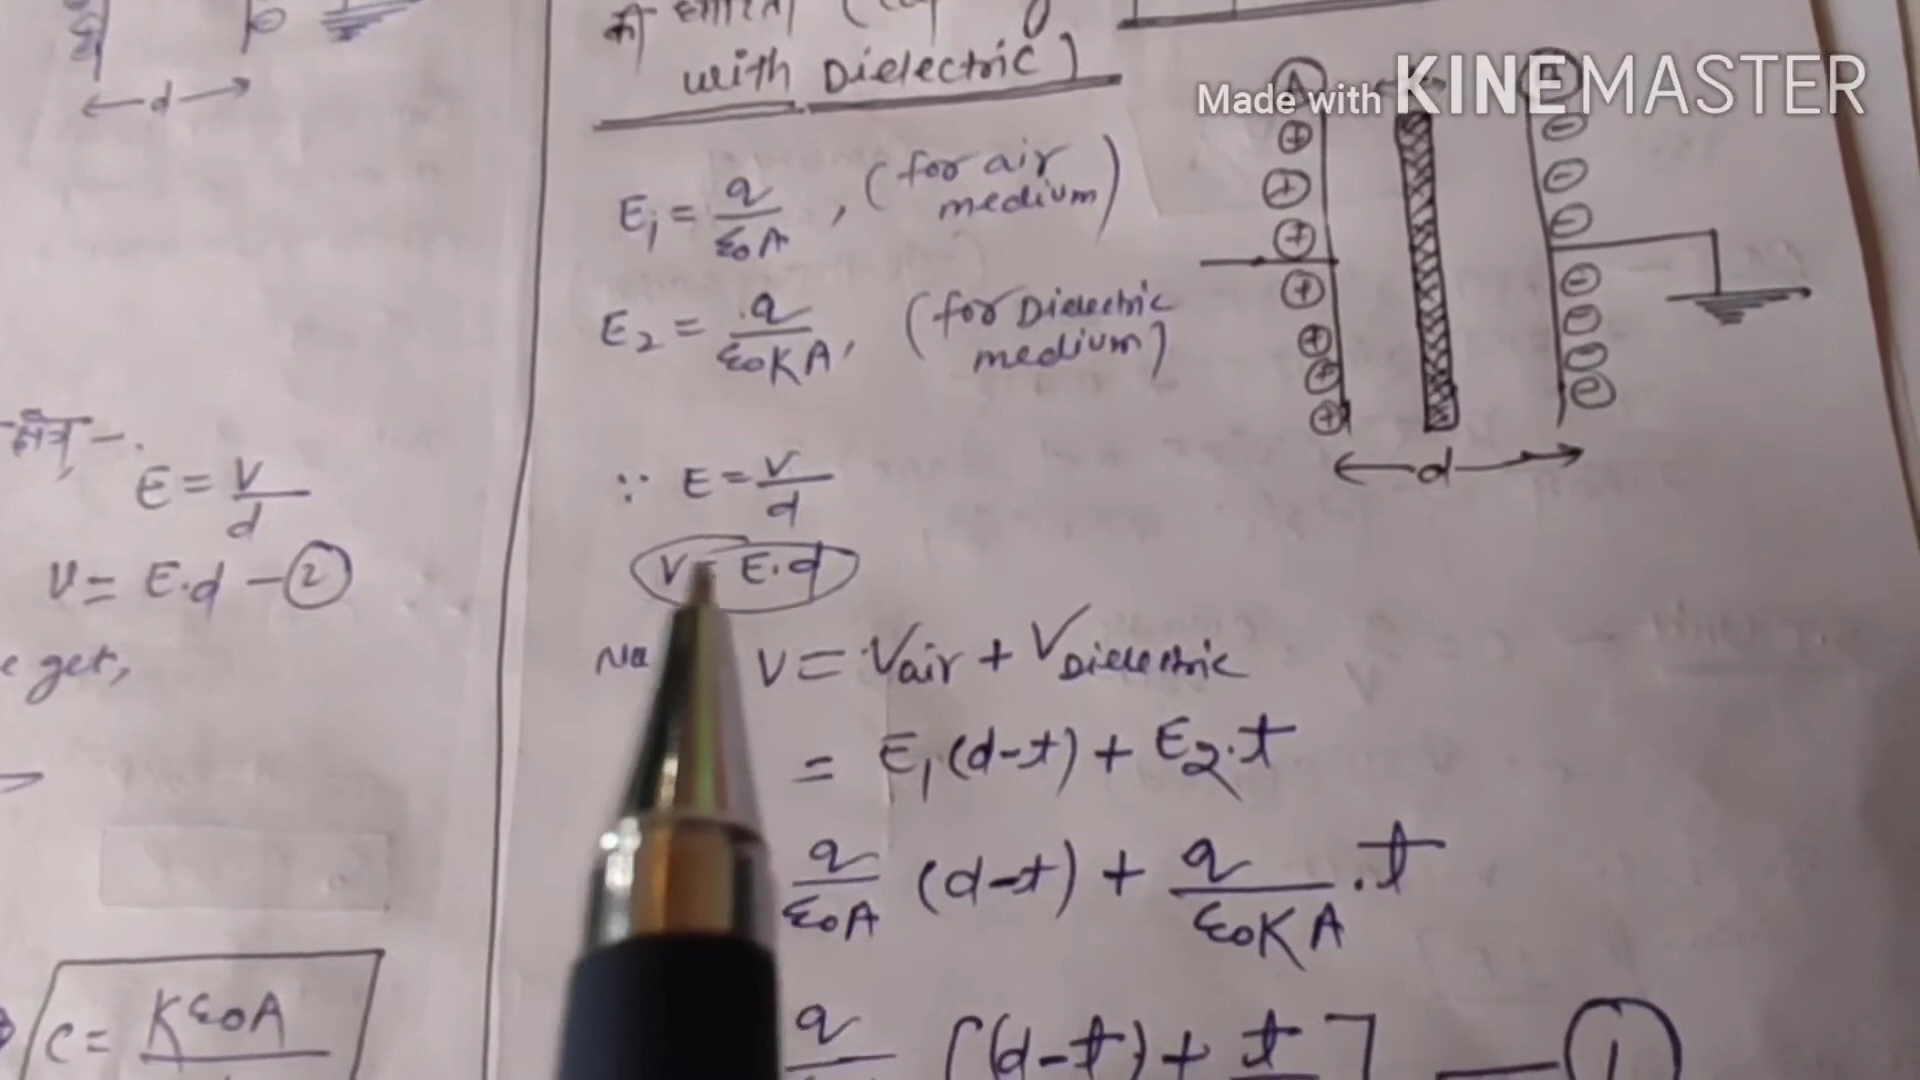 Made with KINEMASTER
with Dielectric)
← d →
E₁ = q/ε₀A , (for air medium)
E₂ = q/ε₀KA , (for Dielectric medium)
∵ E = V/d
V = E.d
V = Vair + VDielectric
= E₁(d-t) + E₂.t
q/ε₀A (d-t) + q/ε₀KA .t
q [(d-t) + t ] — ①
← d →
E = V/d
V = E.d — ②
get,
C = Kε₀A
A